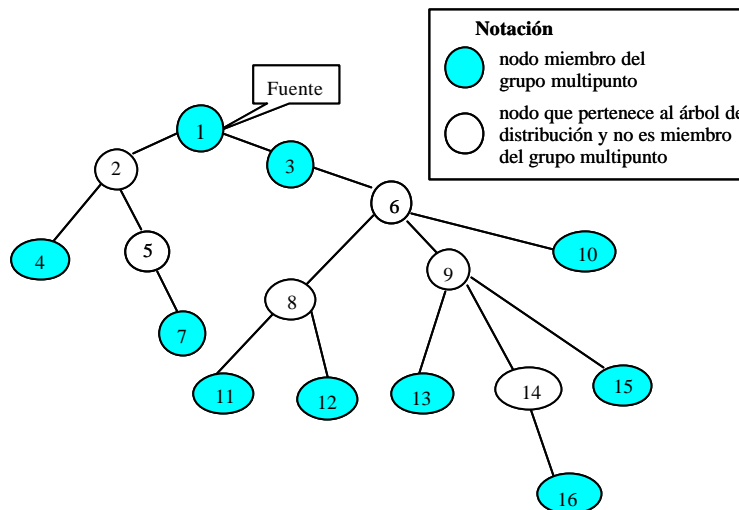 Notación
nodo miembro del
grupo multipunto
nodo que pertenece al árbol de
distribución y no es miembro
del grupo multipunto
Fuente
1
2
3
6
4
5
10
9
8
7
11
12
13
14
15
16